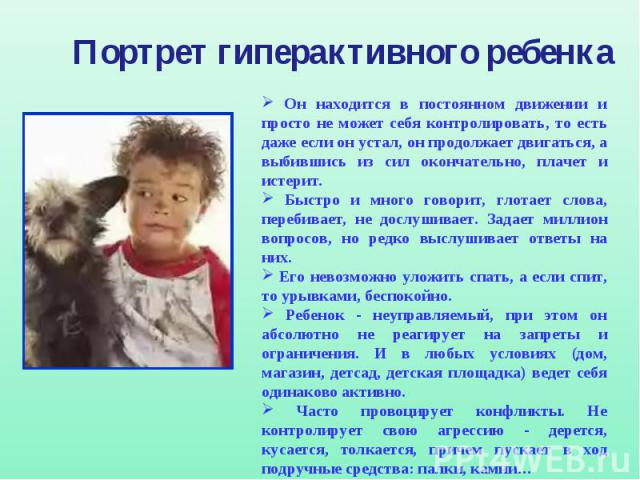 Портрет гиперактивного ребенка
➢ Он находится в постоянном движении и
просто не может себя контролировать, то есть
даже если он устал, он продолжает двигаться, а
выбившись из сил окончательно, плачет и
истерит.
➢ Быстро и много говорит, глотает слова,
перебивает, не дослушивает. Задает миллион
вопросов, но редко выслушивает ответы на
них.
➢ Его невозможно уложить спать, а если спит,
то урывками, беспокойно.
➢ Ребенок - неуправляемый, при этом он
абсолютно не реагирует на запреты и
ограничения. И в любых условиях (дом,
магазин, детсад, детская площадка) ведет себя
одинаково активно.
➢ Часто провоцирует конфликты. Не
контролирует свою агрессию - дерется,
кусается, толкается, причем пускает в ход
подручные средства: палки, камни…
PPt4WEB.ru